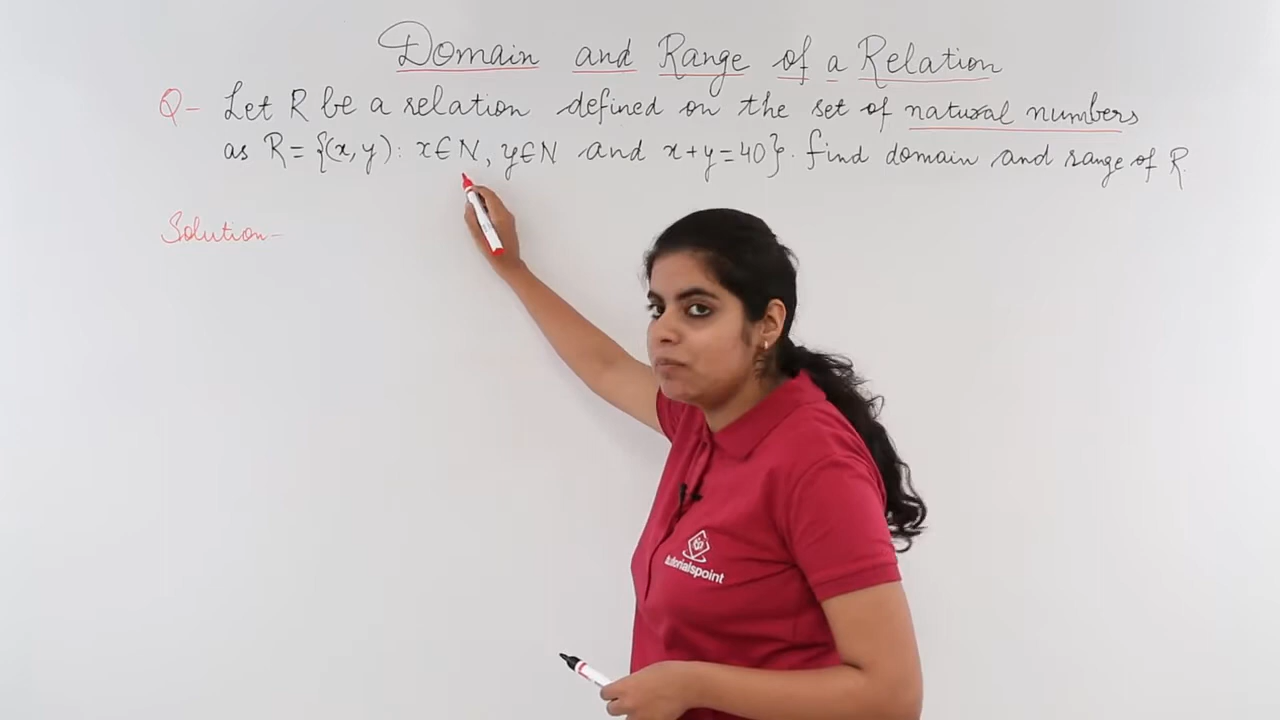 Domain and Range of a Relation
Q- Let R be a relation defined on the set of natural numbers
as R = {(x, y) : x∈N, y∈N and x+y=40}. find domain and range of R.
Solution-
tutorialspoint